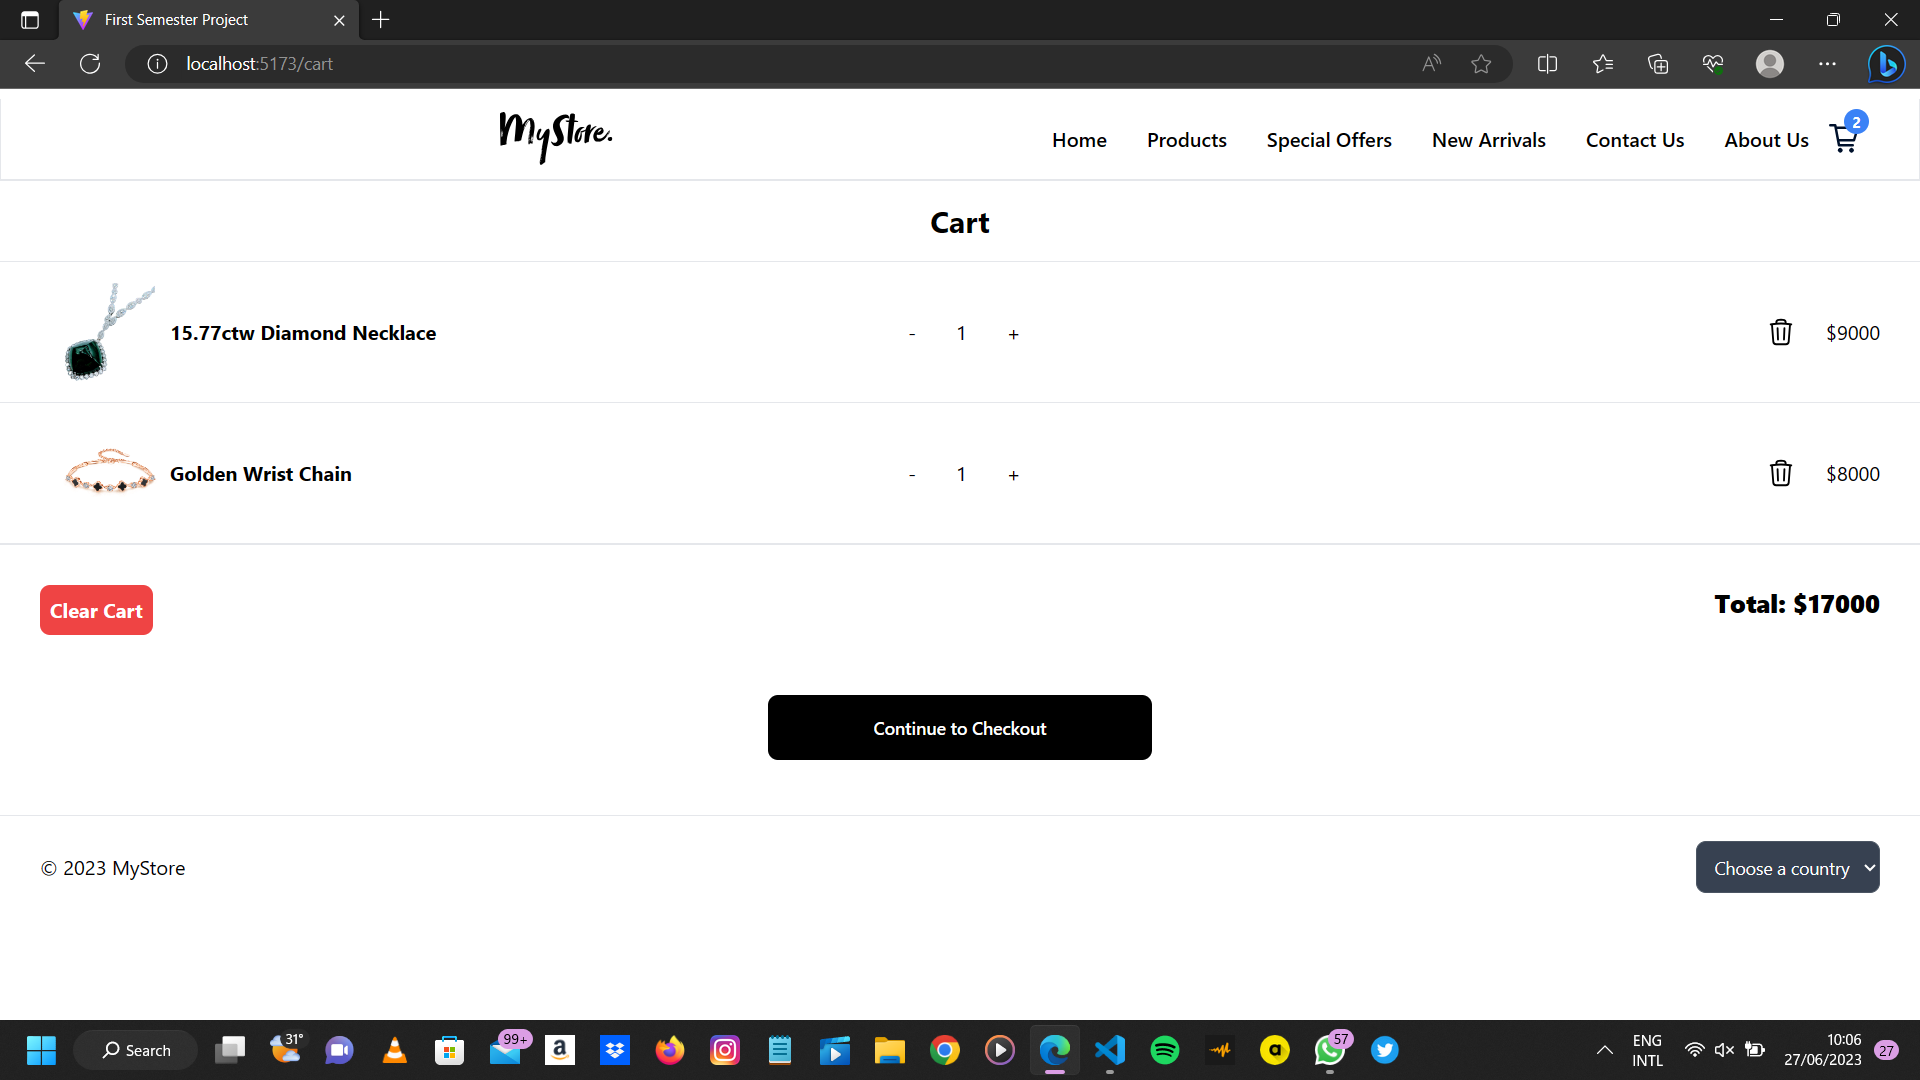 First Semester Project
localhost:5173/cart
MyStore.
Home
Products
Special Offers
New Arrivals
Contact Us
About Us
2
Cart
15.77ctw Diamond Necklace
- 1 +
$9000
Golden Wrist Chain
- 1 +
$8000
Clear Cart
Total: $17000
Continue to Checkout
© 2023 MyStore
Choose a country
Search
31°
99+
a
57
ENG
INTL
10:06
27/06/2023
27